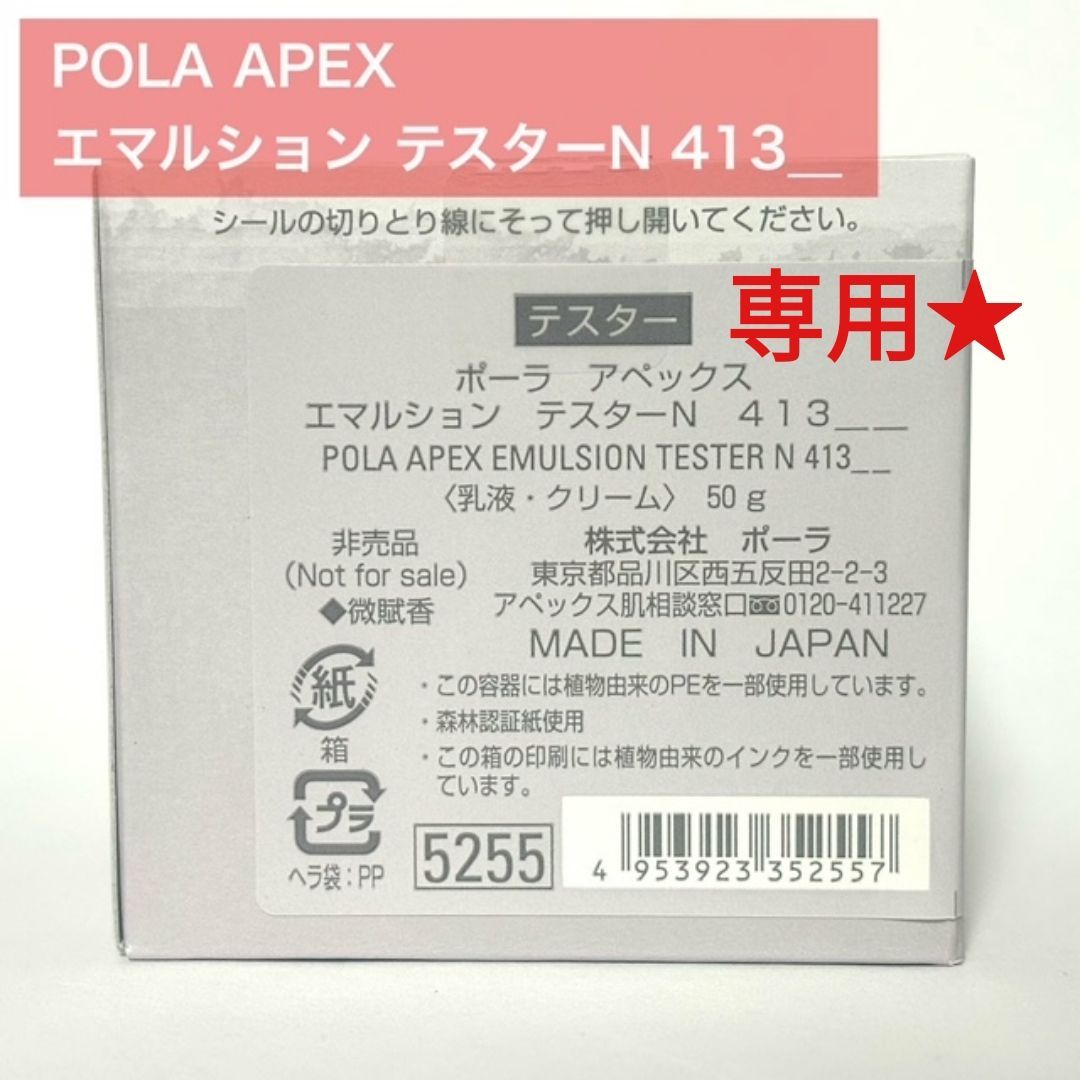 POLA APEX
エマルション テスターN 413__
シールの切りとり線にそって押し開いてください。
専用★
テスター
ポーラ アペックス
エマルション テスターN 413__
POLA APEX EMULSION TESTER N 413__
〈乳液・クリーム〉 50 g
非売品
(Not for sale)
◆微賦香
株式会社 ポーラ
東京都品川区西五反田2-2-3
アペックス肌相談窓口 0120-411227
MADE IN JAPAN
紙
箱
プラ
ヘラ袋：PP
・この容器には植物由来のPEを一部使用しています。
・森林認証紙使用
・この箱の印刷には植物由来のインクを一部使用し
ています。
5255
4 953923 352557